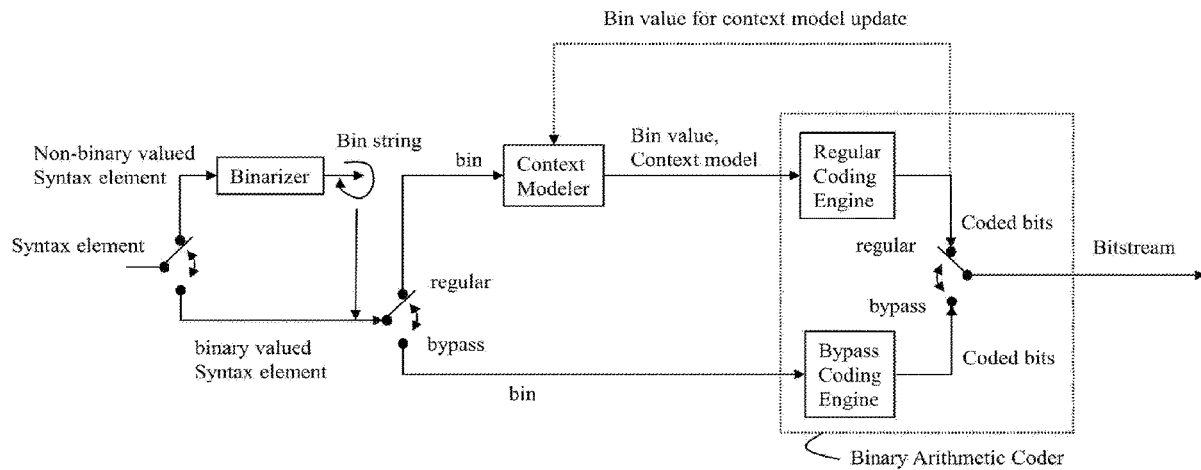 Bin value for context model update
Non-binary valued
Syntax element
Bin string
Binarizer
bin
Context
Modeler
Bin value,
Context model
Regular
Coding
Engine
Coded bits
Syntax element
regular
regular
Bitstream
bypass
bypass
binary valued
Syntax element
bin
Bypass
Coding
Engine
Coded bits
Binary Arithmetic Coder